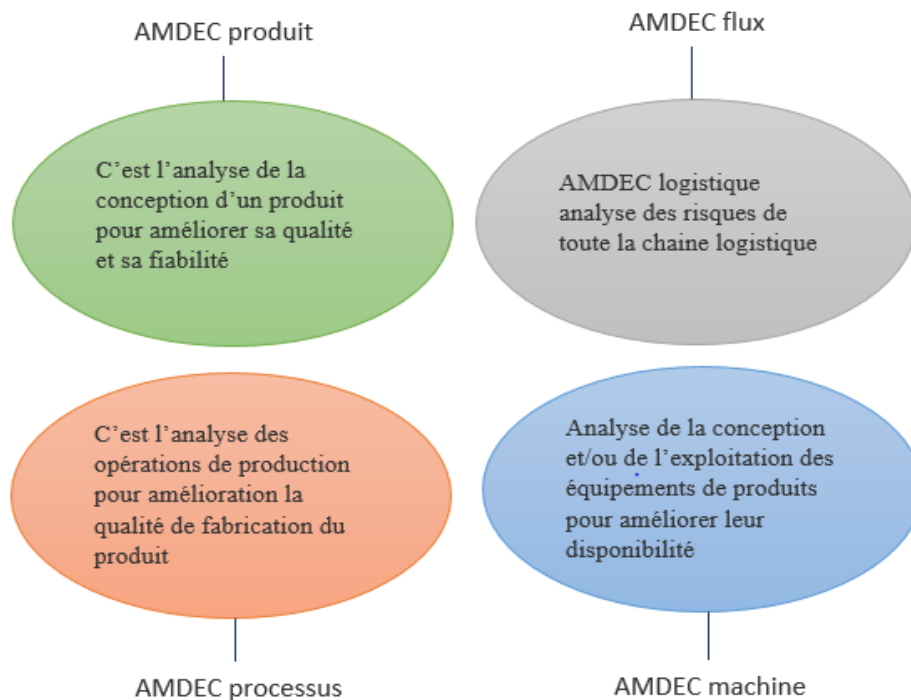 AMDEC produit
C’est l’analyse de la
conception d’un produit
pour améliorer sa qualité
et sa fiabilité
AMDEC flux
AMDEC logistique
analyse des risques de
toute la chaine logistique
C’est l’analyse des
opérations de production
pour amélioration la
qualité de fabrication du
produit
AMDEC processus
Analyse de la conception
et/ou de l’exploitation des
équipements de produits
pour améliorer leur
disponibilité
AMDEC machine